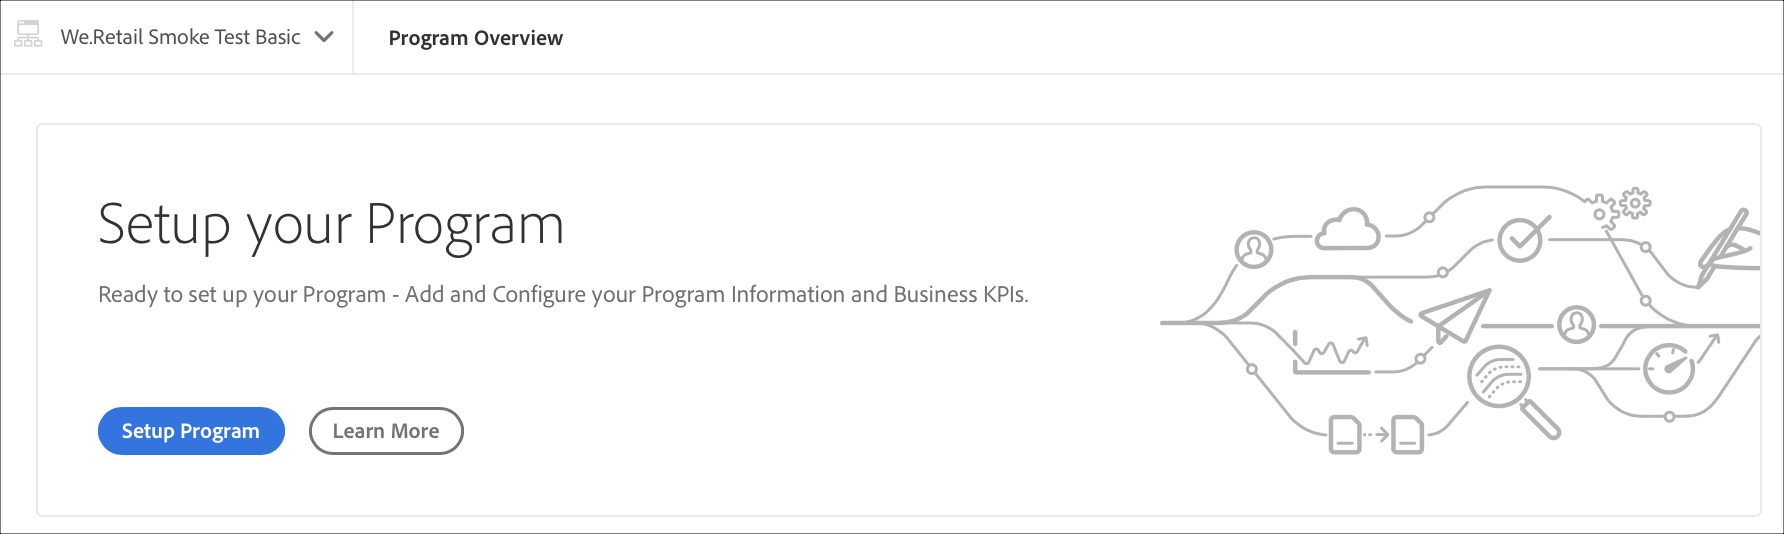 We.Retail Smoke Test Basic
Program Overview
Setup your Program
Ready to set up your Program - Add and Configure your Program Information and Business KPIs.
Setup Program
Learn More